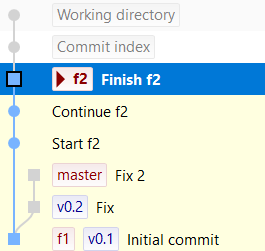 Working directory
Commit index
f2 Finish f2
Continue f2
Start f2
master Fix 2
v0.2 Fix
f1 v0.1 Initial commit